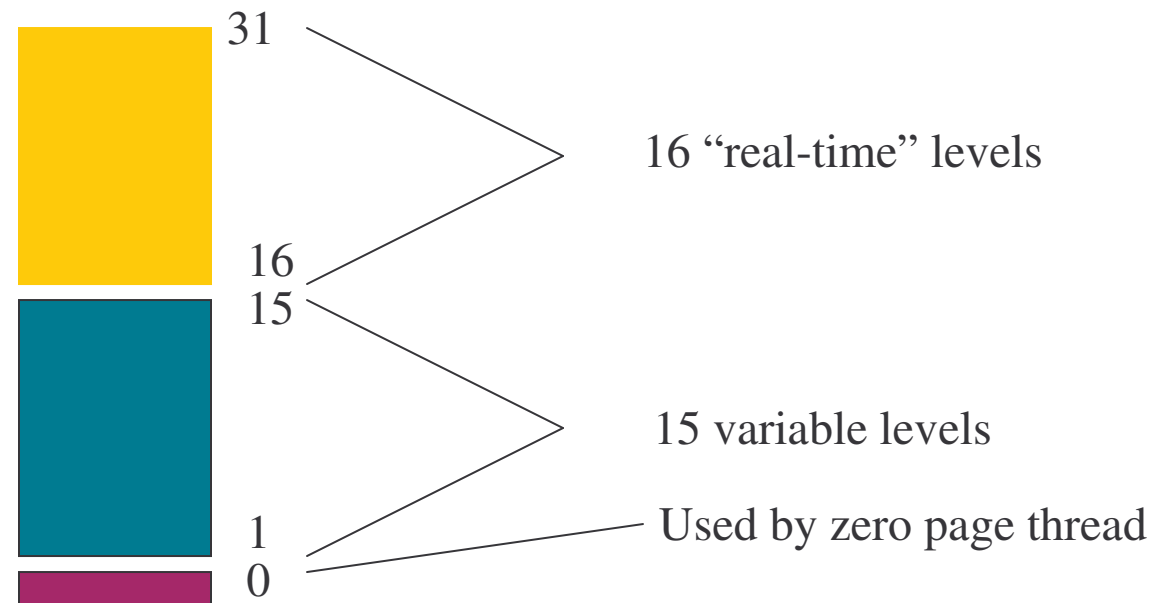 31
16 “real-time” levels
16
15
15 variable levels
1
Used by zero page thread
0